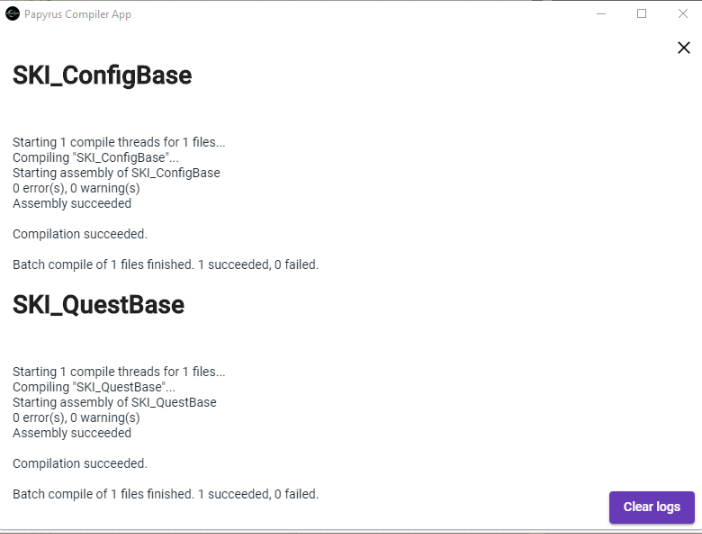 Papyrus Compiler App
SKI_ConfigBase
Starting 1 compile threads for 1 files...
Compiling "SKI_ConfigBase"...
Starting assembly of SKI_ConfigBase
0 error(s), 0 warning(s)
Assembly succeeded
Compilation succeeded.
Batch compile of 1 files finished. 1 succeeded, 0 failed.
SKI_QuestBase
Starting 1 compile threads for 1 files...
Compiling "SKI_QuestBase"...
Starting assembly of SKI_QuestBase
0 error(s), 0 warning(s)
Assembly succeeded
Compilation succeeded.
Batch compile of 1 files finished. 1 succeeded, 0 failed.
Clear logs